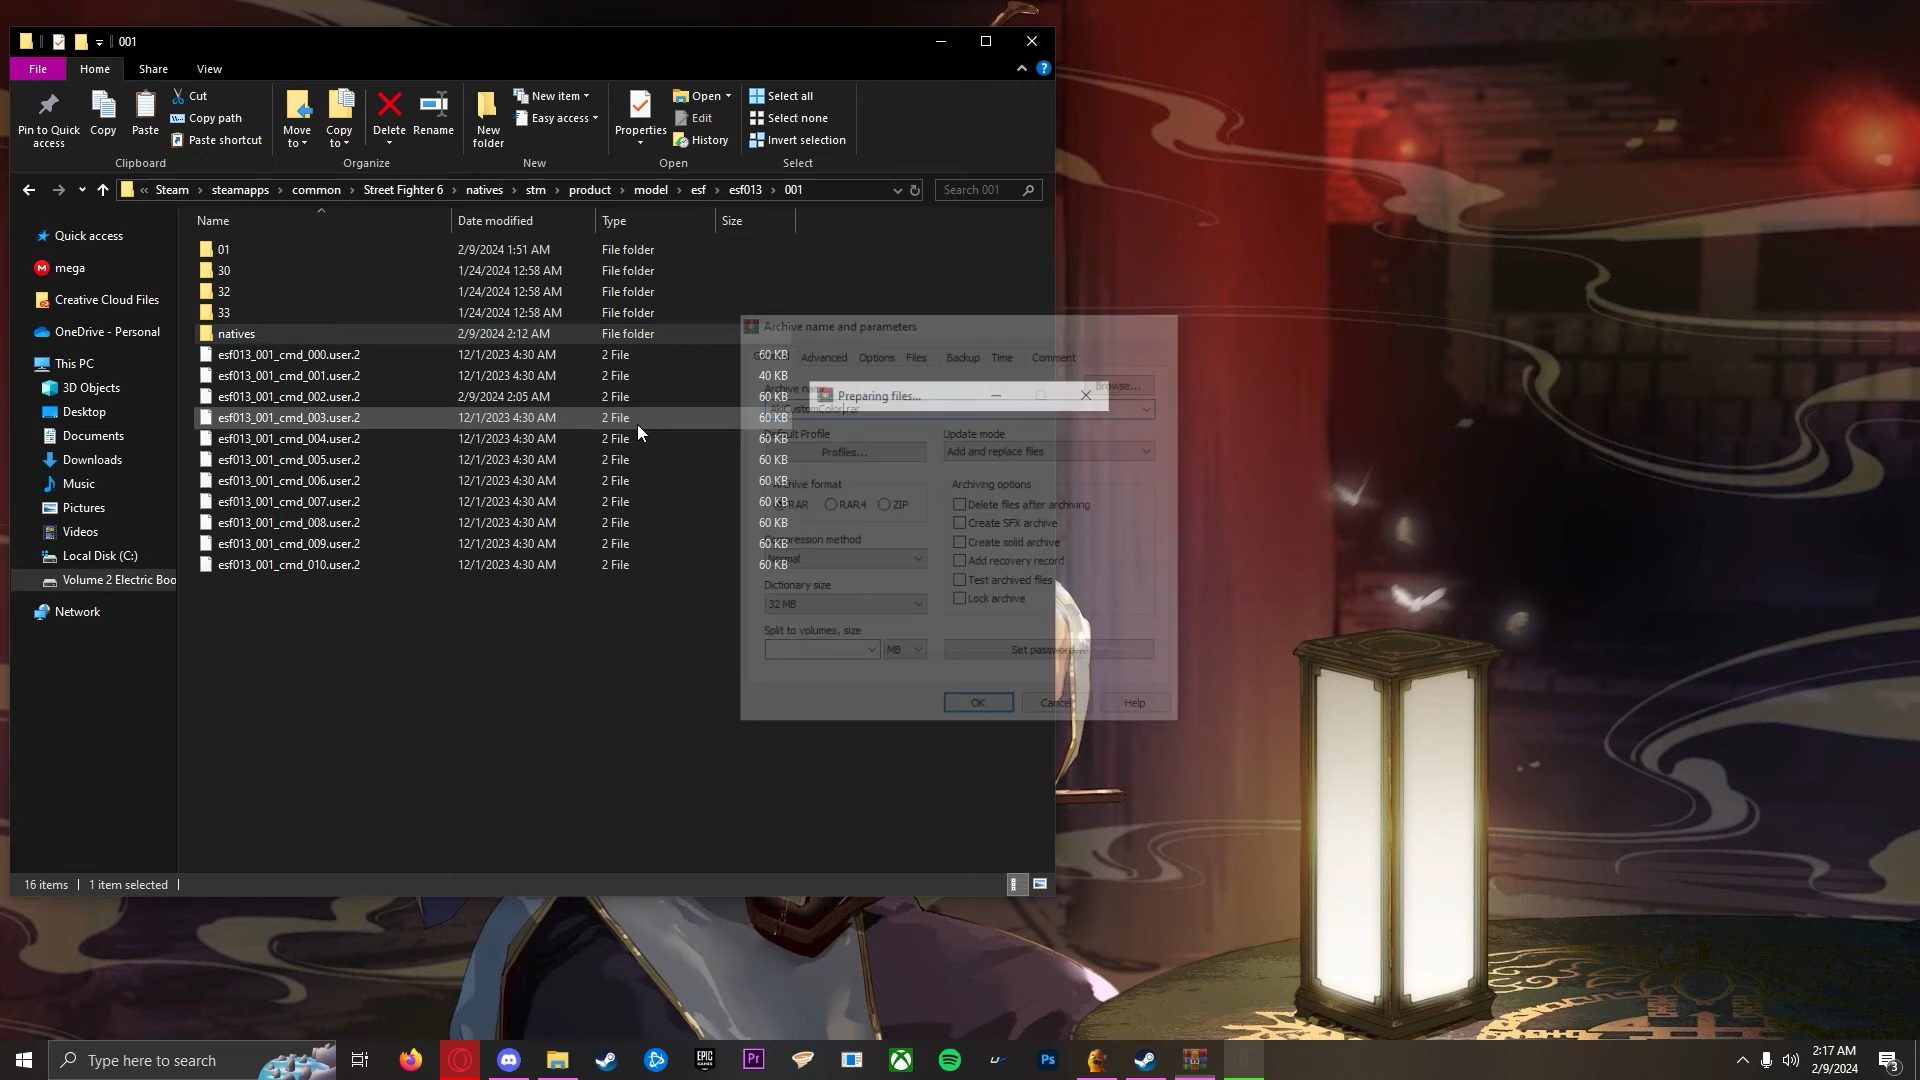 001
File
Home
Share
View
Pin to Quick access
Copy
Paste
Cut
Copy path
Paste shortcut
Clipboard
Move to
Copy to
Delete
Rename
Organize
New folder
New item
Easy access
New
Properties
Open
Edit
History
Open
Select all
Select none
Invert selection
Select
« Steam > steamapps > common > Street Fighter 6 > natives > stm > product > model > esf > esf013 > 001
Search 001
Name Date modified Type Size
Quick access
mega
Creative Cloud Files
OneDrive - Personal
This PC
3D Objects
Desktop
Documents
Downloads
Music
Pictures
Videos
Local Disk (C:)
Volume 2 Electric Boo
Network
01 2/9/2024 1:51 AM File folder
30 1/24/2024 12:58 AM File folder
32 1/24/2024 12:58 AM File folder
33 1/24/2024 12:58 AM File folder
natives 2/9/2024 2:12 AM File folder
esf013_001_cmd_000.user.2 12/1/2023 4:30 AM 2 File 60 KB
esf013_001_cmd_001.user.2 12/1/2023 4:30 AM 2 File 40 KB
esf013_001_cmd_002.user.2 2/9/2024 2:05 AM 2 File 60 KB
esf013_001_cmd_003.user.2 12/1/2023 4:30 AM 2 File 60 KB
esf013_001_cmd_004.user.2 12/1/2023 4:30 AM 2 File 60 KB
esf013_001_cmd_005.user.2 12/1/2023 4:30 AM 2 File 60 KB
esf013_001_cmd_006.user.2 12/1/2023 4:30 AM 2 File 60 KB
esf013_001_cmd_007.user.2 12/1/2023 4:30 AM 2 File 60 KB
esf013_001_cmd_008.user.2 12/1/2023 4:30 AM 2 File 60 KB
esf013_001_cmd_009.user.2 12/1/2023 4:30 AM 2 File 60 KB
esf013_001_cmd_010.user.2 12/1/2023 4:30 AM 2 File 60 KB
Archive name and parameters
Advanced Options Files Backup Time Comment
Archive name
Browse...
Preparing files...
Default Profile
Profiles...
Update mode
Add and replace files
Archive format
RAR RAR4 ZIP
Archiving options
Delete files after archiving
Create SFX archive
Create solid archive
Add recovery record
Test archived files
Lock archive
Compression method
Normal
Dictionary size
32 MB
Split to volumes, size
MB
Set password...
OK Cancel Help
16 items 1 item selected
Type here to search
EPIC GAMES
Pr
Ps
2:17 AM
2/9/2024
3